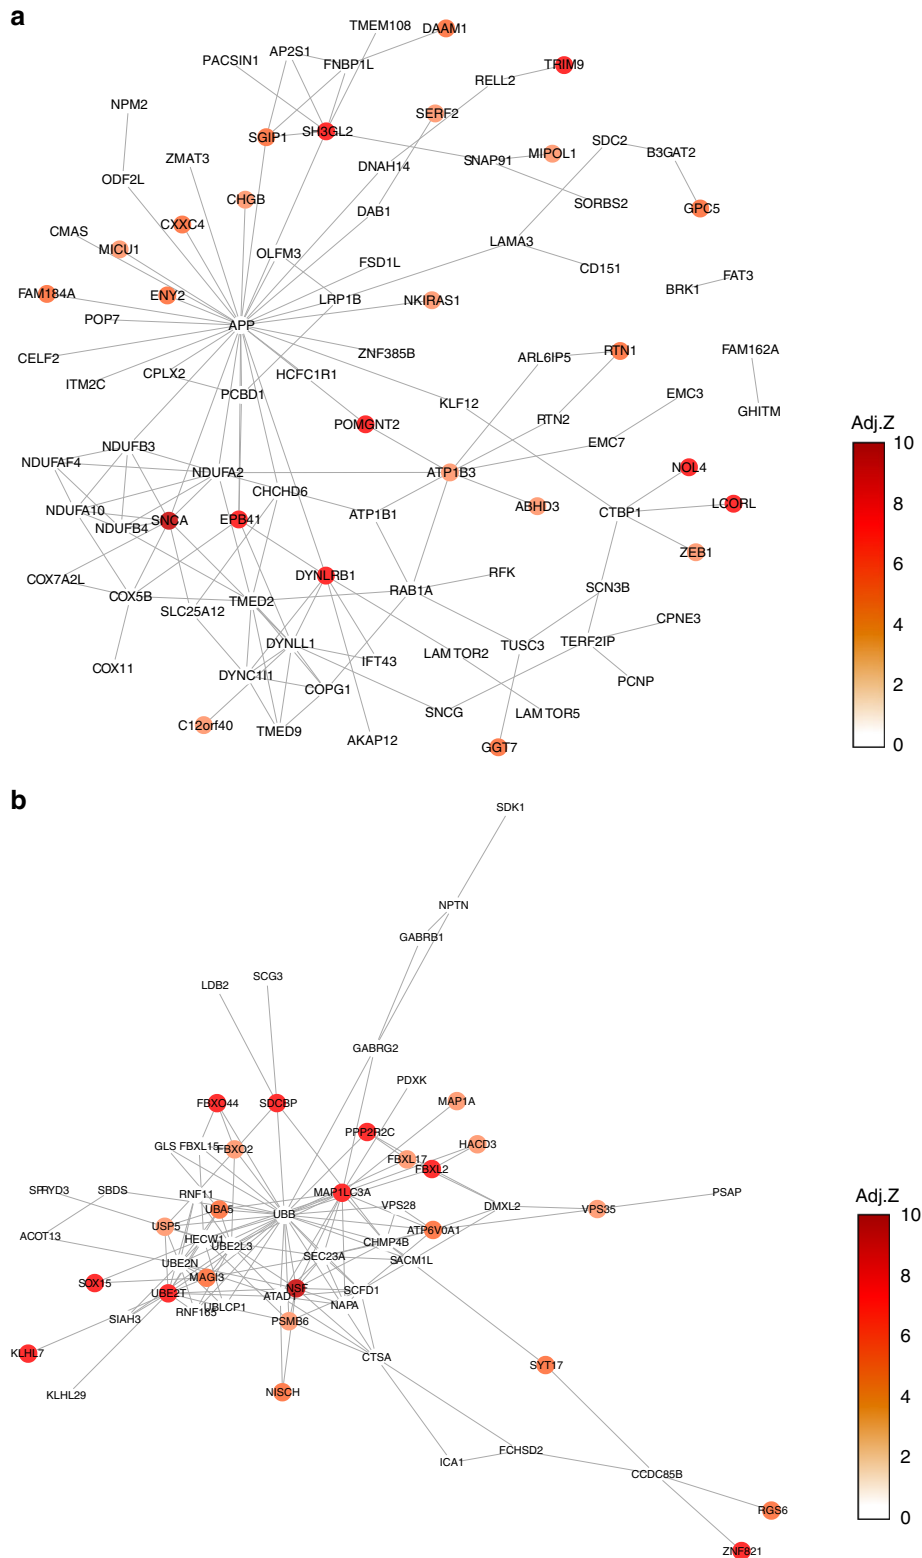 a
TMEM108
DAAM1
AP2S1
PACSIN1
FNBP1L
TRIM9
RELL2
NPM2
SERF2
SGIP1
SH3GL2
SDC2
B3GAT2
ZMAT3
DNAH14
SNAP91
MIPOL1
ODF2L
CHGB
SORBS2
GPC5
DAB1
CXXC4
CMAS
MICU1
OLFM3
LAMA3
FSD1L
CD151
FAT3
BRK1
FAM184A
ENY2
LRP1B
NKIRAS1
POP7
APP
CELF2
ZNF385B
ARL6IP5
RTN1
FAM162A
ITM2C
CPLX2
HCFC1R1
PCBD1
KLF12
EMC3
GHITM
POMGNT2
RTN2
EMC7
NDUFB3
NDUFAF4
NDUFA2
ATP1B3
NOL4
CHCHD6
NDUFA10
NDUFB4
SNCA
EPB41
ATP1B1
ABHD3
CTBP1
LCORL
ZEB1
COX7A2L
DYNLRB1
RFK
RAB1A
SCN3B
COX5B
SLC25A12
TMED2
CPNE3
DYNLL1
TUSC3
TERF2IP
LAMTOR2
IFT43
COX11
DYNC1I1
COPG1
PCNP
C12orf40
TMED9
AKAP12
SNCG
LAMTOR5
GGT7
Adj.Z
10
8
6
4
2
0
b
SDK1
NPTN
GABRB1
SCG3
LDB2
GABRG2
PDXK
FBXO44
SDCBP
MAP1A
PPP2R2C
GLS
FBXL15
FBXO2
HACD3
FBXL17
FBXL2
SPRYD3
SBDS
RNF11
MAP1LC3A
PSAP
UBA5
UBB
VPS28
DMXL2
VPS35
USP5
ATP6V0A1
ACOT13
HECW1
UBE2L3
CHMP4B
SEC23A
SACM1L
UBE2N
MAGI3
SOX15
UBE2T
NSF
ATAD1
SCFD1
RNF165
UBLCP1
NAPA
SIAH3
PSMB6
KLHL7
CTSA
SYT17
KLHL29
NISCH
FCHSD2
ICA1
CCDC85B
RGS6
ZNF821
Adj.Z
10
8
6
4
2
0